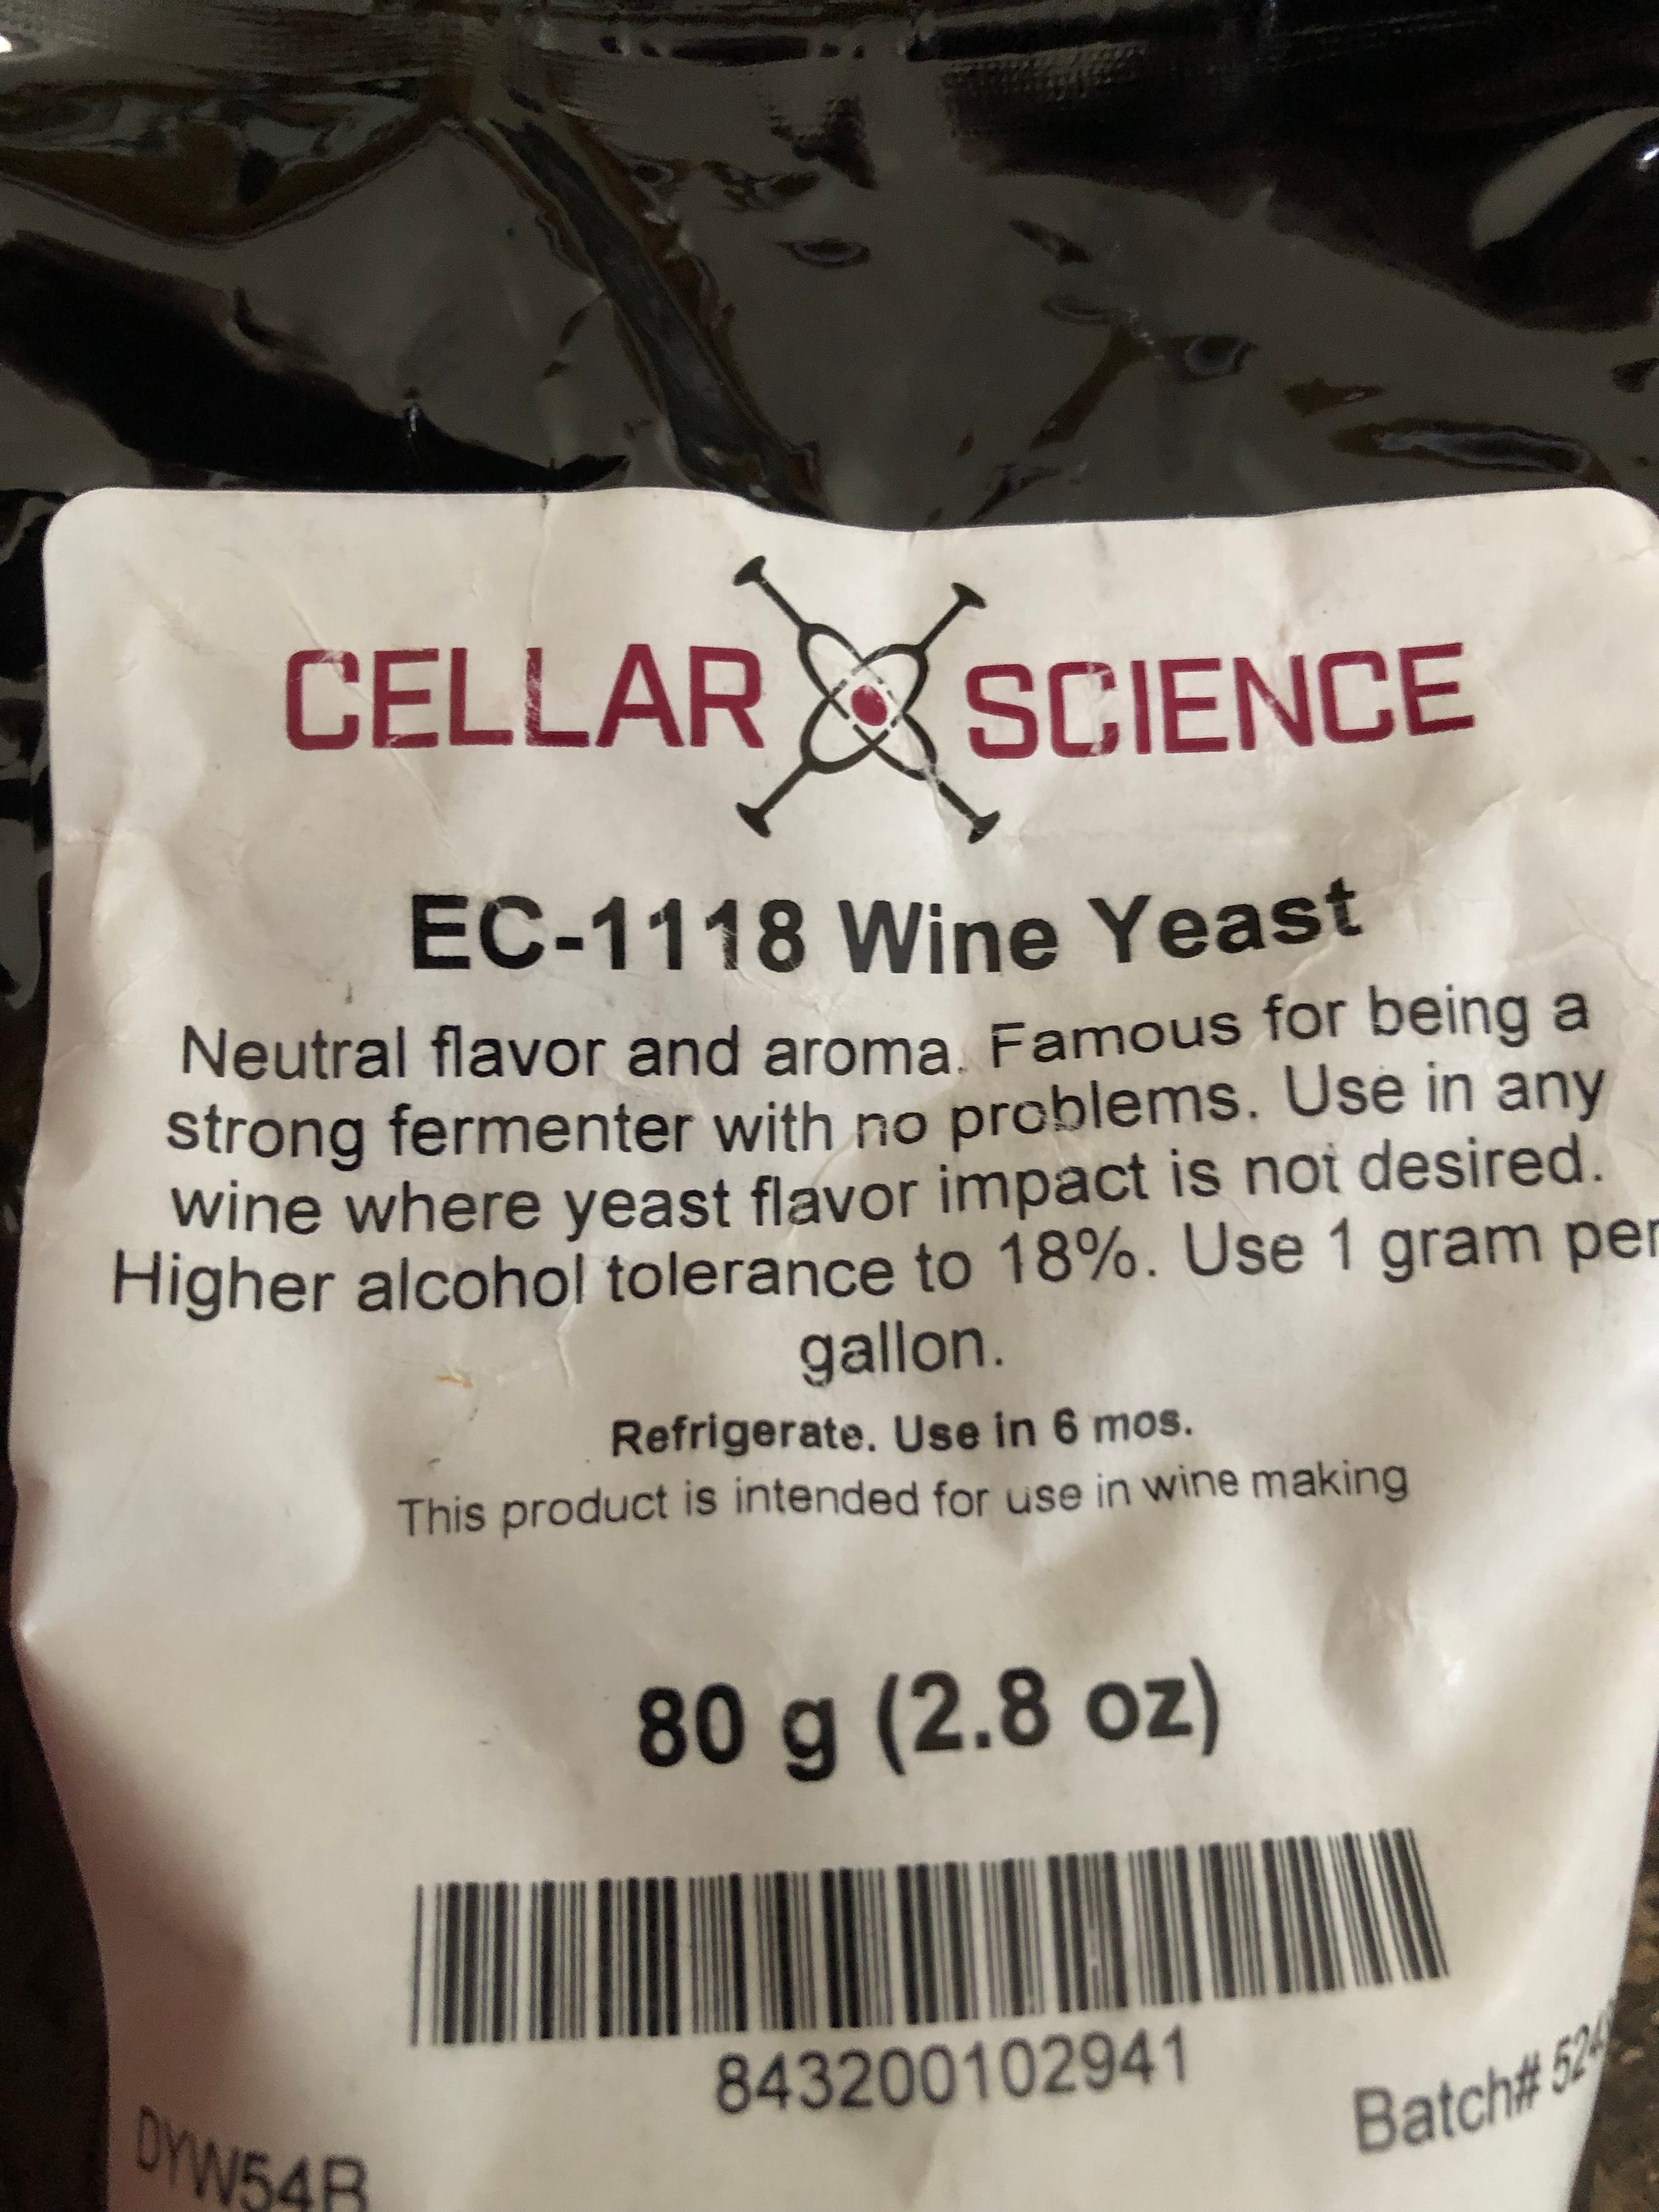 CELLAR SCIENCE
EC-1118 Wine Yeast
Neutral flavor and aroma. Famous for being a
strong fermenter with no problems. Use in any
wine where yeast flavor impact is not desired.
Higher alcohol tolerance to 18%. Use 1 gram per
gallon.
Refrigerate. Use in 6 mos.
This product is intended for use in wine making
80 g (2.8 oz)
843200102941
DYW54B
Batch#